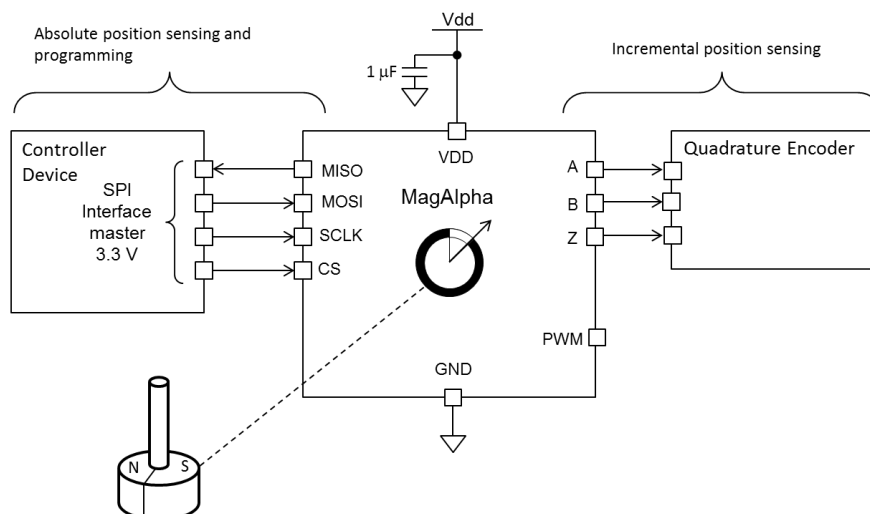 Absolute position sensing and
programming
Vdd
1 µF
Incremental position sensing
Controller
Device
SPI
Interface
master
3.3 V
MISO
MOSI
SCLK
CS
VDD
MagAlpha
GND
A
B
Z
PWM
Quadrature Encoder
N
S